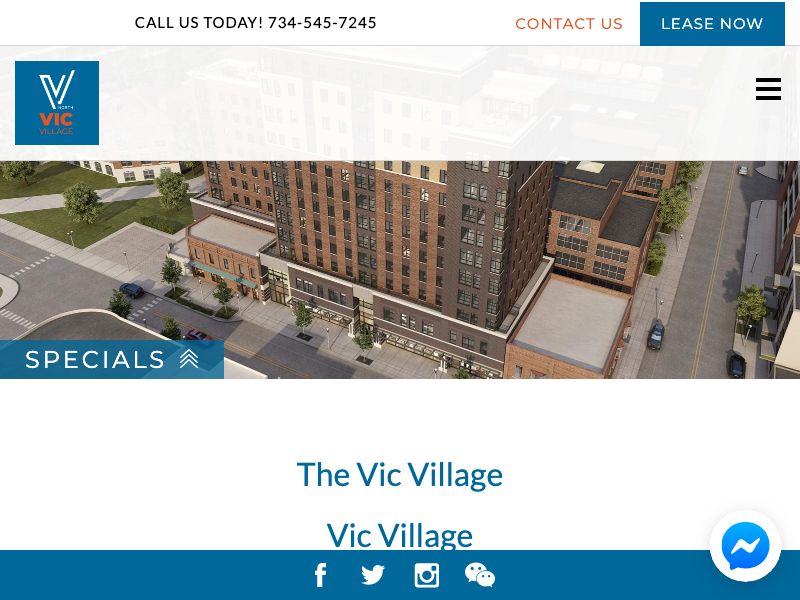 CALL US TODAY! 734-545-7245
CONTACT US
LEASE NOW
NORTH
VIC
VILLAGE
SPECIALS
The Vic Village
Vic Village